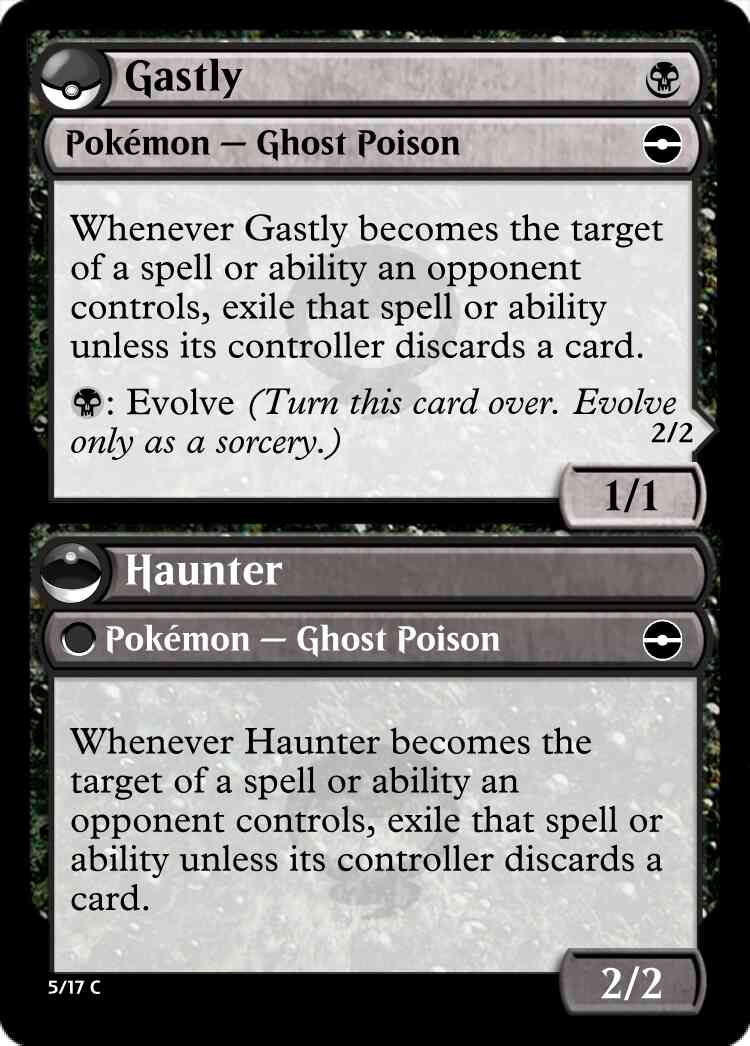 Gastly
Pokémon — Ghost Poison
Whenever Gastly becomes the target
of a spell or ability an opponent
controls, exile that spell or ability
unless its controller discards a card.
: Evolve (Turn this card over. Evolve
only as a sorcery.)
2/2
1/1
Haunter
Pokémon — Ghost Poison
Whenever Haunter becomes the
target of a spell or ability an
opponent controls, exile that spell or
ability unless its controller discards a
card.
5/17 C
2/2